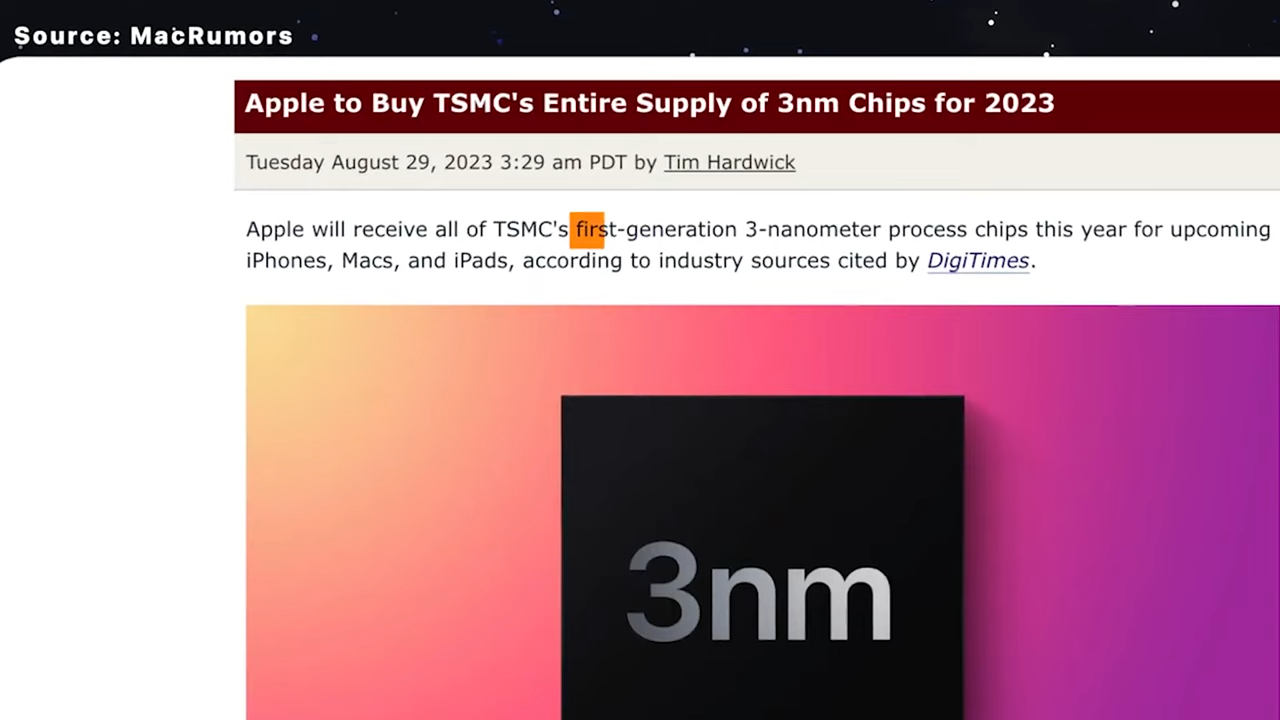 Source: MacRumors
Apple to Buy TSMC's Entire Supply of 3nm Chips for 2023
Tuesday August 29, 2023 3:29 am PDT by Tim Hardwick
Apple will receive all of TSMC's first-generation 3-nanometer process chips this year for upcoming
iPhones, Macs, and iPads, according to industry sources cited by DigiTimes.
3nm